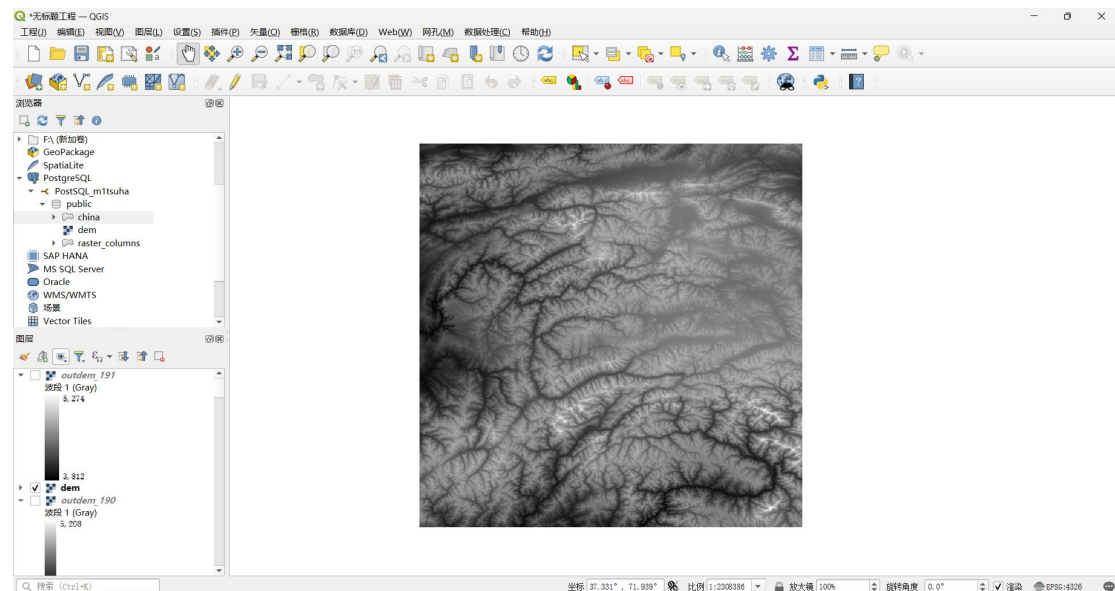 *无标题工程 — QGIS
工程(J) 编辑(E) 视图(V) 图层(L) 设置(S) 插件(P) 矢量(O) 栅格(R) 数据库(D) Web(W) 网孔(M) 数据处理(C) 帮助(H)
浏览器
F:\ (新加卷)
GeoPackage
SpatiaLite
PostgreSQL
PostSQL_m1tsuha
public
china
dem
raster_columns
SAP HANA
MS SQL Server
Oracle
WMS/WMTS
场景
Vector Tiles
图层
outdem_191
波段 1 (Gray)
5,274
3,812
dem
outdem_190
波段 1 (Gray)
5,208
搜索 (Ctrl+K) 坐标 37.331°,71.939° 比例 1:2308386 放大镜 100% 旋转角度 0.0° 渲染 EPSG:4326